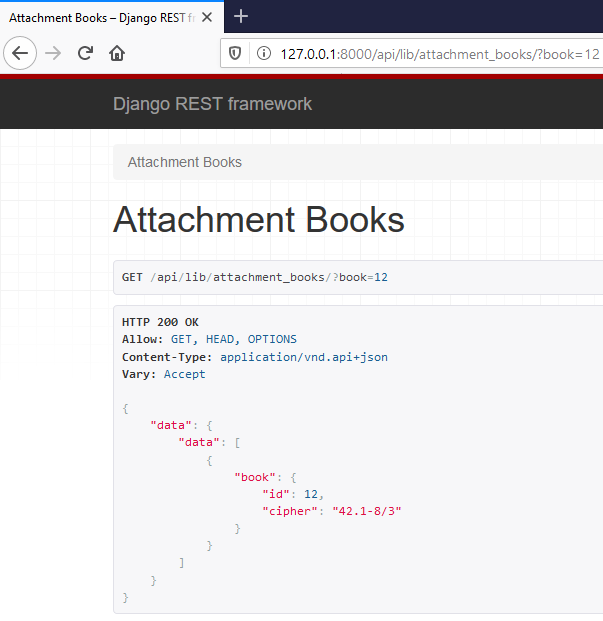 Attachment Books – Django REST fr
127.0.0.1:8000/api/lib/attachment_books/?book=12
Django REST framework
Attachment Books
Attachment Books
GET /api/lib/attachment_books/?book=12
HTTP 200 OK
Allow: GET, HEAD, OPTIONS
Content-Type: application/vnd.api+json
Vary: Accept
{
    "data": {
        "data": [
            {
                "book": {
                    "id": 12,
                    "cipher": "42.1-8/3"
                }
            }
        ]
    }
}